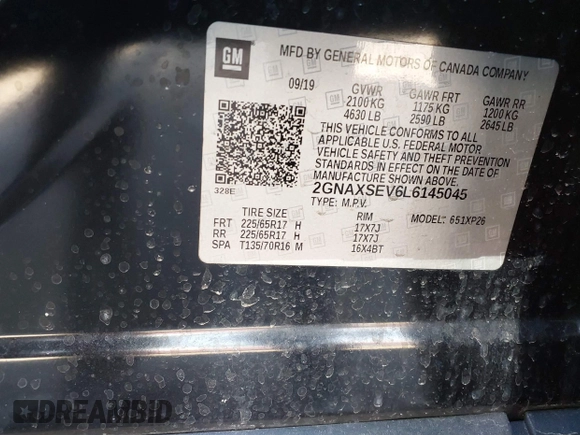 GM
MFD BY GENERAL MOTORS OF CANADA COMPANY
09/19
GVWR GAWR FRT GAWR RR
2100 KG 1175 KG 1200 KG
4630 LB 2590 LB 2645 LB
THIS VEHICLE CONFORMS TO ALL
APPLICABLE U.S. FEDERAL MOTOR
VEHICLE SAFETY AND THEFT PREVENTION
STANDARDS IN EFFECT ON THE DATE OF
MANUFACTURE SHOWN ABOVE.
328E
2GNAXSEV6L6145045
TYPE: M.P.V. MODEL: 651XP26
TIRE SIZE RIM
FRT 225/65R17 H 17X7J
RR 225/65R17 H 17X7J
SPA T135/70R16 M 16X4BT
DREAMBID